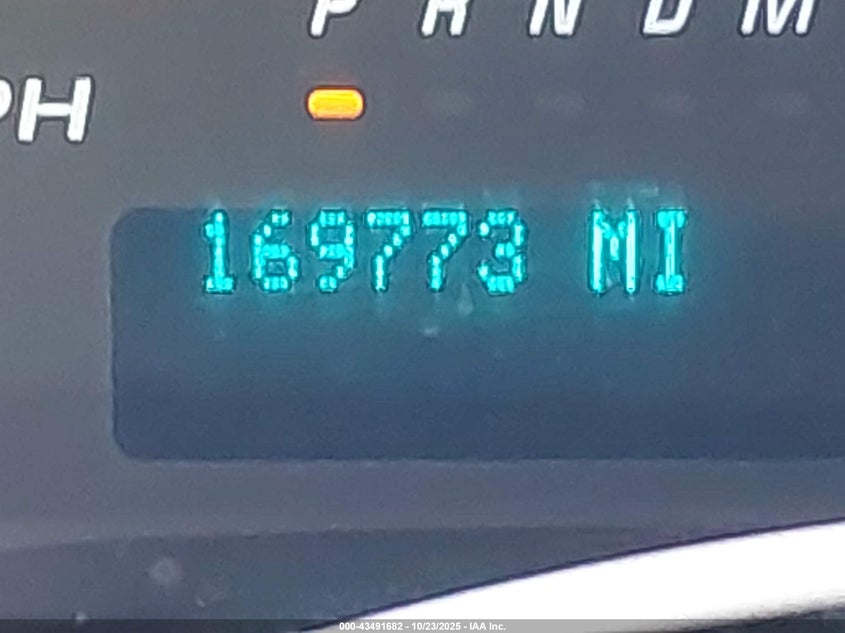 P R N D M
PH
169773 MI
000-43491682 - 10/23/2025 - IAA Inc.